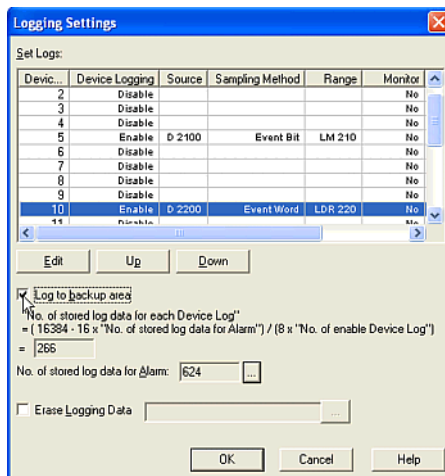 Logging Settings
Set Logs:
Devic... Device Logging Source Sampling Method Range Monitor
2 Disable No
3 Disable No
4 Disable No
5 Enable D 2100 Event Bit LM 210 No
6 Disable No
7 Disable No
8 Disable No
9 Disable No
10 Enable D 2200 Event Word LDR 220 No
11 Disable No
Edit Up Down
Log to backup area
"No. of stored log data for each Device Log"
= ( 16384 - 16 x "No. of stored log data for Alarm") / (8 x "No. of enable Device Log")
= 266
No. of stored log data for Alarm: 624 ...
Erase Logging Data ...
OK Cancel Help